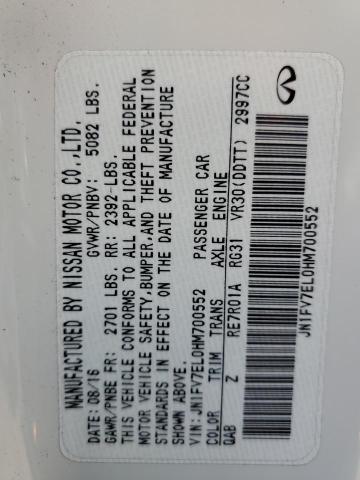 MANUFACTURED BY NISSAN MOTOR CO.,LTD.
08/16 GVWR/PNBV: 5082 LBS.
GAWR/PNBE FR: 2701 LBS. RR: 2392 LBS.
THIS VEHICLE CONFORMS TO ALL APPLICABLE FEDERAL
MOTOR VEHICLE SAFETY,BUMPER,AND THEFT PREVENTION
STANDARDS IN EFFECT ON THE DATE OF MANUFACTURE
SHOWN ABOVE.
VIN: JN1FV7EL0HM700552 PASSENGER CAR
COLOR TRIM TRANS AXLE ENGINE
QAB Z RE7R01A RG31 VR30(DDTT) 2997CC
JN1FV7EL0HM700552